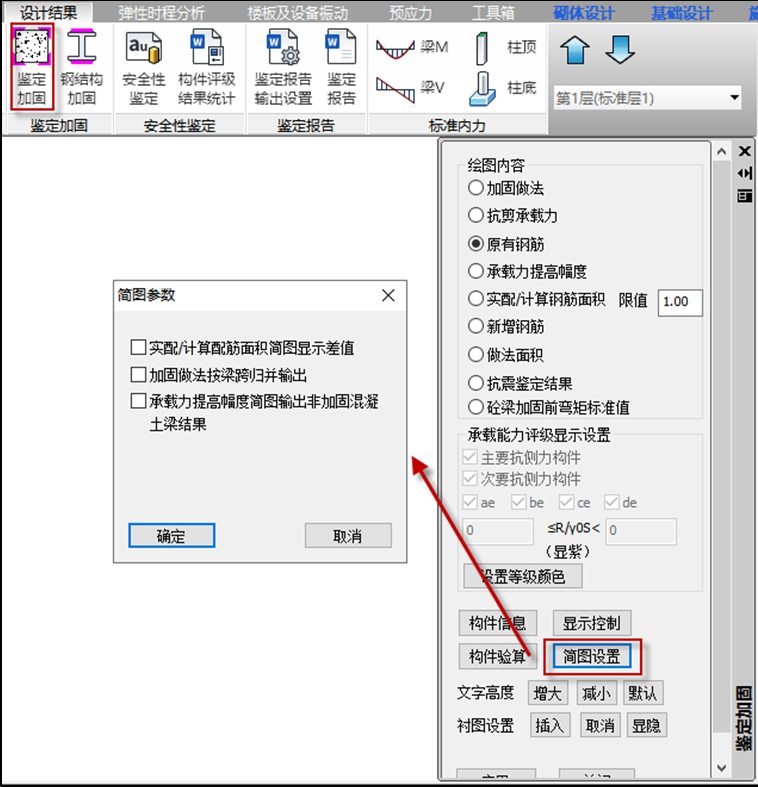 设计结果 弹性时程分析 楼板及设备振动 预应力 工具箱 砌体设计 基础设计
鉴定加固 钢结构加固 安全性鉴定 构件评级结果统计 鉴定报告输出设置 鉴定报告 梁M 柱顶
梁V 柱底
第1层(标准层1)
鉴定加固 安全性鉴定 鉴定报告 标准内力
绘图内容
加固做法
抗剪承载力
原有钢筋
承载力提高幅度
实配/计算钢筋面积 限值 1.00
新增钢筋
做法面积
抗震鉴定结果
砼梁加固前弯矩标准值
承载能力评级显示设置
主要抗侧力构件
次要抗侧力构件
ae be ce de
0 ≤R/γ0S< 0
(显紫)
设置等级颜色
构件信息 显示控制
构件验算 简图设置
文字高度 增大 减小 默认
衬图设置 插入 取消 显隐
鉴定加固
简图参数
实配/计算配筋面积简图显示差值
加固做法按梁跨归并输出
承载力提高幅度简图输出非加固混凝
土梁结果
确定 取消